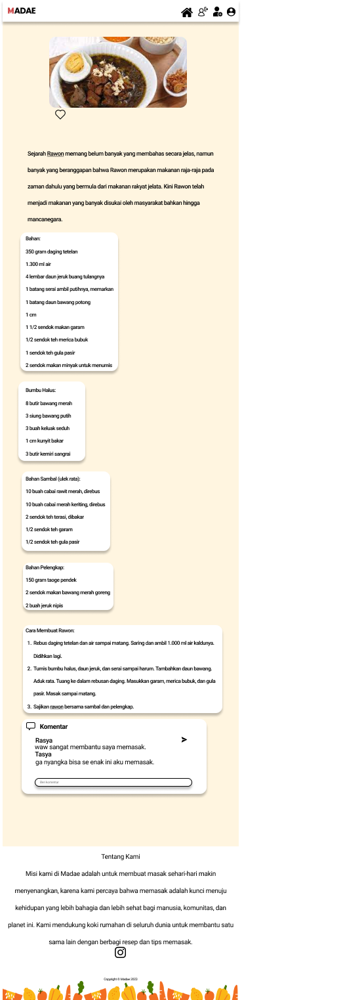 MADAE
Sejarah Rawon memang belum banyak yang membahas secara jelas, namun
banyak yang beranggapan bahwa Rawon merupakan makanan raja-raja pada
zaman dahulu yang bermula dari makanan rakyat jelata. Kini Rawon telah
menjadi makanan yang banyak disukai oleh masyarakat bahkan hingga
mancanegara.
Bahan:
350 gram daging tetelan
1.300 ml air
4 lembar daun jeruk buang tulangnya
1 batang serai ambil putihnya, memarkan
1 batang daun bawang potong
1 cm
1 1/2 sendok makan garam
1/2 sendok teh merica bubuk
1 sendok teh gula pasir
2 sendok makan minyak untuk menumis
Bumbu Halus:
8 butir bawang merah
3 siung bawang putih
3 buah keluak seduh
1 cm kunyit bakar
3 butir kemiri sangrai
Bahan Sambal (ulek rata):
10 buah cabai rawit merah, direbus
10 buah cabai merah keriting, direbus
2 sendok teh terasi, dibakar
1/2 sendok teh garam
1/2 sendok teh gula pasir
Bahan Pelengkap:
150 gram taoge pendek
2 sendok makan bawang merah goreng
2 buah jeruk nipis
Cara Membuat Rawon:
1. Rebus daging tetelan dan air sampai matang. Saring dan ambil 1.000 ml air kaldunya.
Didihkan lagi.
2. Tumis bumbu halus, daun jeruk, dan serai sampai harum. Tambahkan daun bawang.
Aduk rata. Tuang ke dalam rebusan daging. Masukkan garam, merica bubuk, dan gula
pasir. Masak sampai matang.
3. Sajikan rawon bersama sambal dan pelengkap.
Komentar
Rasya
waw sangat membantu saya memasak.
Tasya
ga nyangka bisa se enak ini aku memasak.
Beri komentar
Tentang Kami
Misi kami di Madae adalah untuk membuat masak sehari-hari makin
menyenangkan, karena kami percaya bahwa memasak adalah kunci menuju
kehidupan yang lebih bahagia dan lebih sehat bagi manusia, komunitas, dan
planet ini. Kami mendukung koki rumahan di seluruh dunia untuk membantu satu
sama lain dengan berbagi resep dan tips memasak.
Copyright © Madae 2023